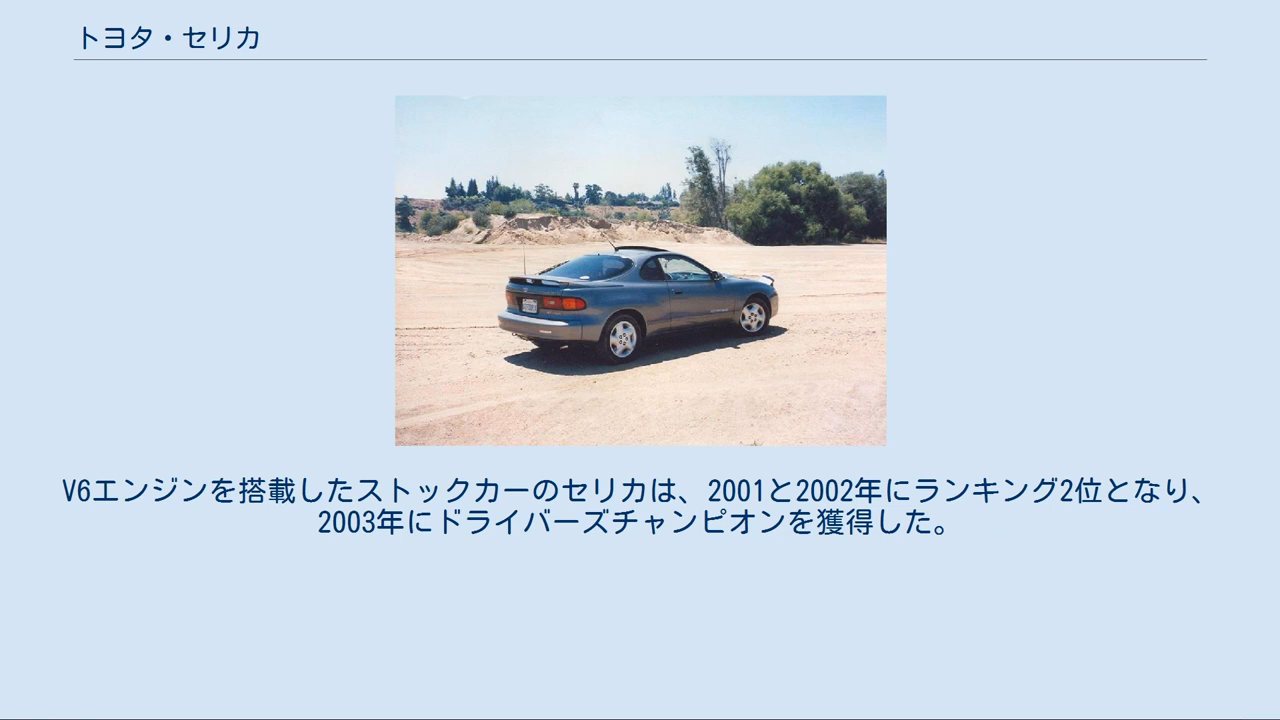 トヨタ・セリカ
V6エンジンを搭載したストックカーのセリカは、2001と2002年にランキング2位となり、
2003年にドライバーズチャンピオンを獲得した。